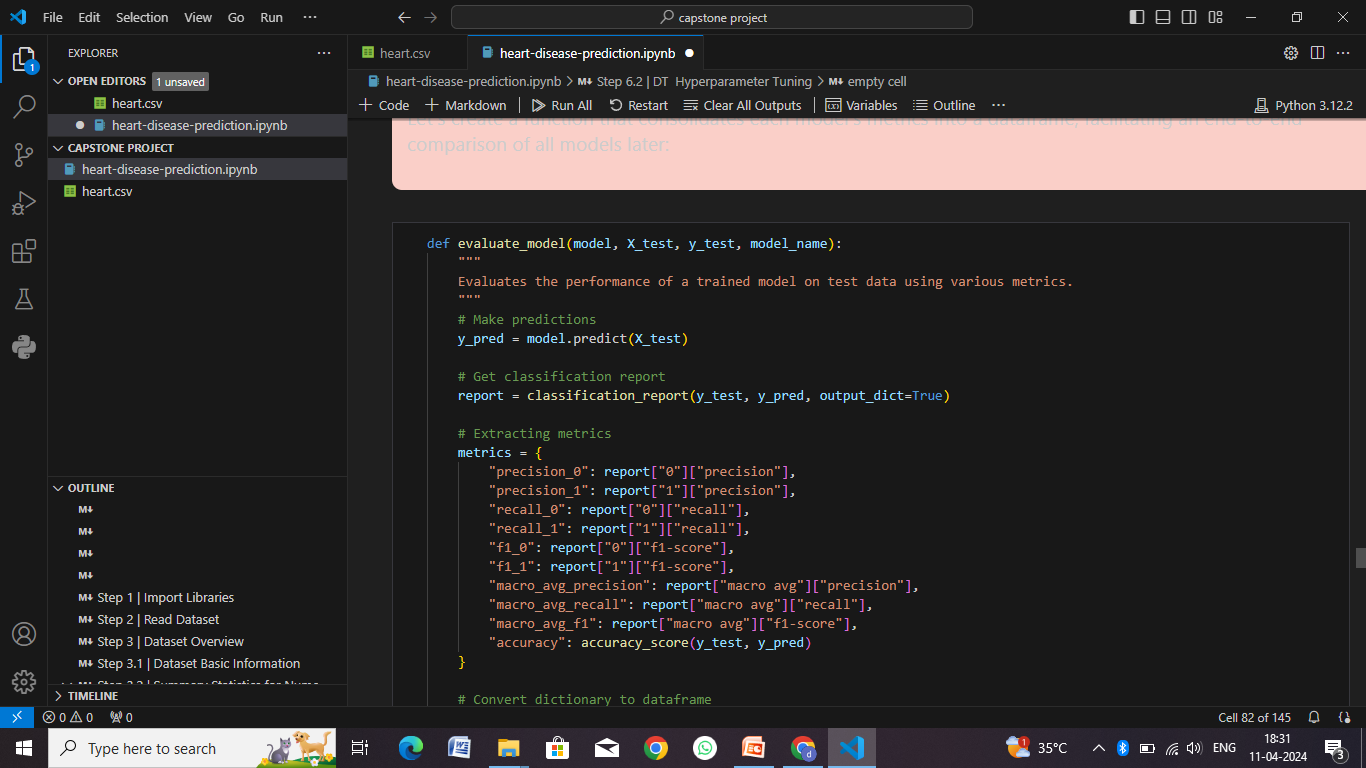 File Edit Selection View Go Run ···
capstone project
EXPLORER ···
1
OPEN EDITORS 1 unsaved
heart.csv
heart-disease-prediction.ipynb
CAPSTONE PROJECT
heart-disease-prediction.ipynb
heart.csv
OUTLINE
M↓
M↓
M↓
M↓
M↓ Step 1 | Import Libraries
M↓ Step 2 | Read Dataset
M↓ Step 3 | Dataset Overview
M↓ Step 3.1 | Dataset Basic Information
TIMELINE
heart.csv
heart-disease-prediction.ipynb
heart-disease-prediction.ipynb > M↓ Step 6.2 | DT Hyperparameter Tuning > M↓ empty cell
+ Code + Markdown | Run All Restart Clear All Outputs | Variables Outline ···
Python 3.12.2
comparison of all models later:
def evaluate_model(model, X_test, y_test, model_name):
"""
Evaluates the performance of a trained model on test data using various metrics.
"""
# Make predictions
y_pred = model.predict(X_test)
# Get classification report
report = classification_report(y_test, y_pred, output_dict=True)
# Extracting metrics
metrics = {
"precision_0": report["0"]["precision"],
"precision_1": report["1"]["precision"],
"recall_0": report["0"]["recall"],
"recall_1": report["1"]["recall"],
"f1_0": report["0"]["f1-score"],
"f1_1": report["1"]["f1-score"],
"macro_avg_precision": report["macro avg"]["precision"],
"macro_avg_recall": report["macro avg"]["recall"],
"macro_avg_f1": report["macro avg"]["f1-score"],
"accuracy": accuracy_score(y_test, y_pred)
}
# Convert dictionary to dataframe
0 0 0
Cell 82 of 145
Type here to search
35°C
ENG
18:31
11-04-2024
3